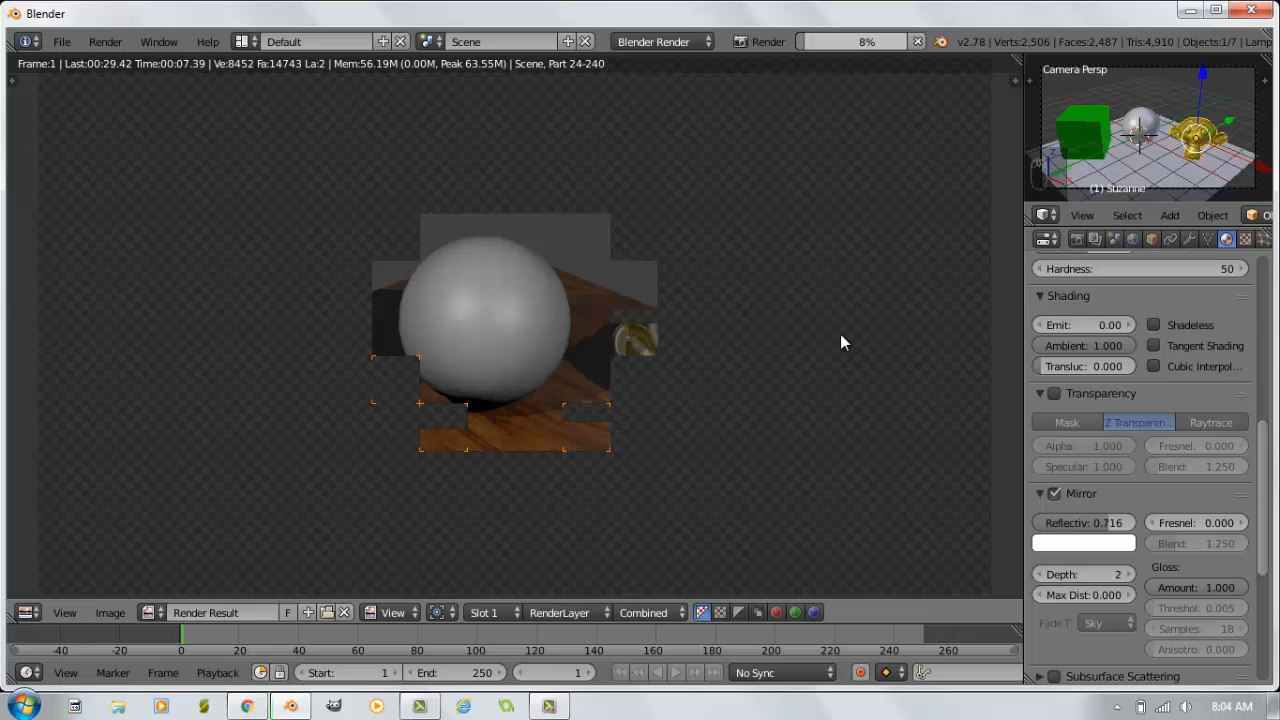 Blender
File Render Window Help Default Scene Blender Render Render 8% v2.78 | Verts:2,506 | Faces:2,487 | Tris:4,910 | Objects:1/7 | Lamp
Frame:1 | Last:00:29.42 Time:00:07.39 | Ve:8452 Fa:14743 La:2 | Mem:56.19M (0.00M, Peak 63.55M) | Scene, Part 24-240
Camera Persp
(1) Suzanne
View Select Add Object
Hardness: 50
Shading
Emit: 0.00 Shadeless
Ambient: 1.000 Tangent Shading
Transluc: 0.000 Cubic Interpol...
Transparency
Mask Z Transparen... Raytrace
Alpha: 1.000 Fresnel: 0.000
Specular: 1.000 Blend: 1.250
Mirror
Reflectiv: 0.716 Fresnel: 0.000
Blend: 1.250
Gloss:
Depth: 2 Amount: 1.000
Max Dist: 0.000 Threshol: 0.005
Fade T Sky Samples: 18
Anisotro: 0.000
Subsurface Scattering
View Image Render Result F View Slot 1 RenderLayer Combined
-40 -20 0 20 40 60 80 100 120 140 160 180 200 220 240 260
View Marker Frame Playback Start: 1 End: 250 1 No Sync
8:04 AM